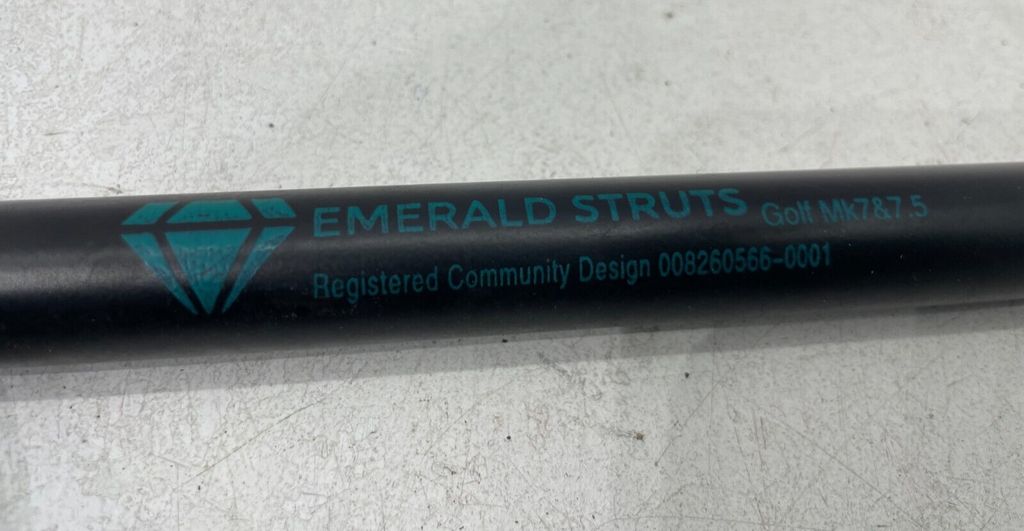 EMERALD STRUTS Golf Mk7&7.5
Registered Community Design 008260566-0001